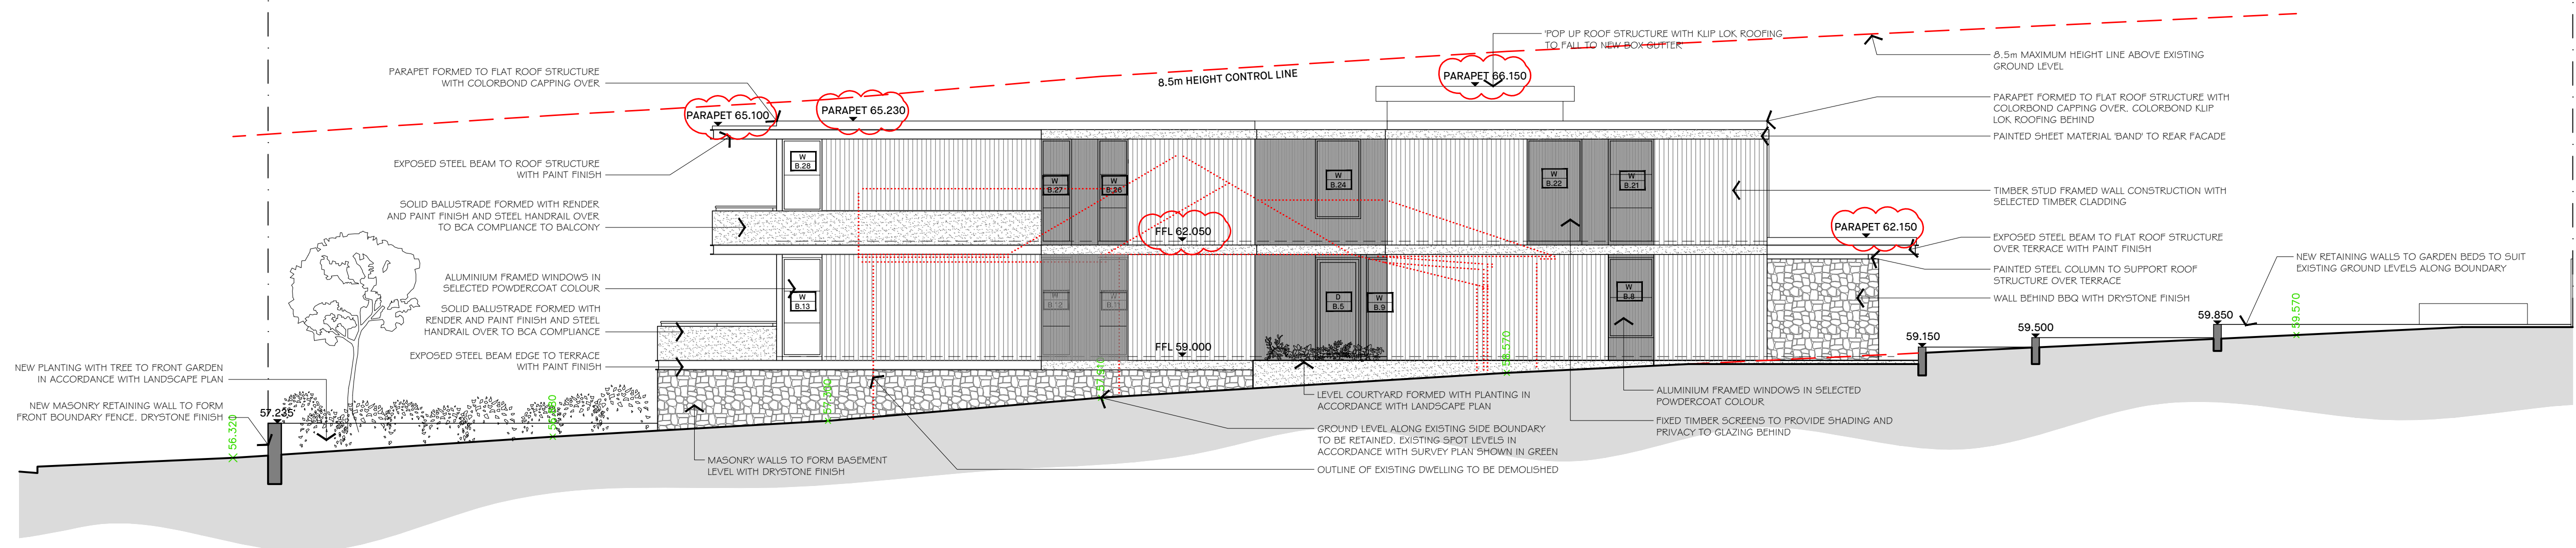 'POP UP ROOF STRUCTURE WITH KLIP LOK ROOFING
TO FALL TO NEW BOX GUTTER'
8.5m MAXIMUM HEIGHT LINE ABOVE EXISTING
GROUND LEVEL
PARAPET FORMED TO FLAT ROOF STRUCTURE
WITH COLORBOND CAPPING OVER
8.5m HEIGHT CONTROL LINE
PARAPET 66.150
PARAPET 65.100
PARAPET 65.230
PARAPET FORMED TO FLAT ROOF STRUCTURE WITH
COLORBOND CAPPING OVER. COLORBOND KLIP
LOK ROOFING BEHIND
PAINTED SHEET MATERIAL 'BAND' TO REAR FACADE
EXPOSED STEEL BEAM TO ROOF STRUCTURE
WITH PAINT FINISH
W
B.28
W
B.27
W
B.26
W
B.24
W
B.22
W
B.21
TIMBER STUD FRAMED WALL CONSTRUCTION WITH
SELECTED TIMBER CLADDING
SOLID BALUSTRADE FORMED WITH RENDER
AND PAINT FINISH AND STEEL HANDRAIL OVER
TO BCA COMPLIANCE TO BALCONY
FFL 62.050
PARAPET 62.150
EXPOSED STEEL BEAM TO FLAT ROOF STRUCTURE
OVER TERRACE WITH PAINT FINISH
NEW RETAINING WALLS TO GARDEN BEDS TO SUIT
EXISTING GROUND LEVELS ALONG BOUNDARY
PAINTED STEEL COLUMN TO SUPPORT ROOF
STRUCTURE OVER TERRACE
WALL BEHIND BBQ WITH DRYSTONE FINISH
ALUMINIUM FRAMED WINDOWS IN
SELECTED POWDERCOAT COLOUR
W
B.13
W
B.12
W
B.11
D
B.5
W
B.9
W
B.8
SOLID BALUSTRADE FORMED WITH
RENDER AND PAINT FINISH AND STEEL
HANDRAIL OVER TO BCA COMPLIANCE
FFL 59.000
59.150
59.500
59.850
× 59.570
× 58.570
EXPOSED STEEL BEAM EDGE TO TERRACE
WITH PAINT FINISH
NEW PLANTING WITH TREE TO FRONT GARDEN
IN ACCORDANCE WITH LANDSCAPE PLAN
NEW MASONRY RETAINING WALL TO FORM
FRONT BOUNDARY FENCE, DRYSTONE FINISH
57.235
× 56.320
LEVEL COURTYARD FORMED WITH PLANTING IN
ACCORDANCE WITH LANDSCAPE PLAN
ALUMINIUM FRAMED WINDOWS IN SELECTED
POWDERCOAT COLOUR
GROUND LEVEL ALONG EXISTING SIDE BOUNDARY
TO BE RETAINED, EXISTING SPOT LEVELS IN
ACCORDANCE WITH SURVEY PLAN SHOWN IN GREEN
FIXED TIMBER SCREENS TO PROVIDE SHADING AND
PRIVACY TO GLAZING BEHIND
MASONRY WALLS TO FORM BASEMENT
LEVEL WITH DRYSTONE FINISH
OUTLINE OF EXISTING DWELLING TO BE DEMOLISHED